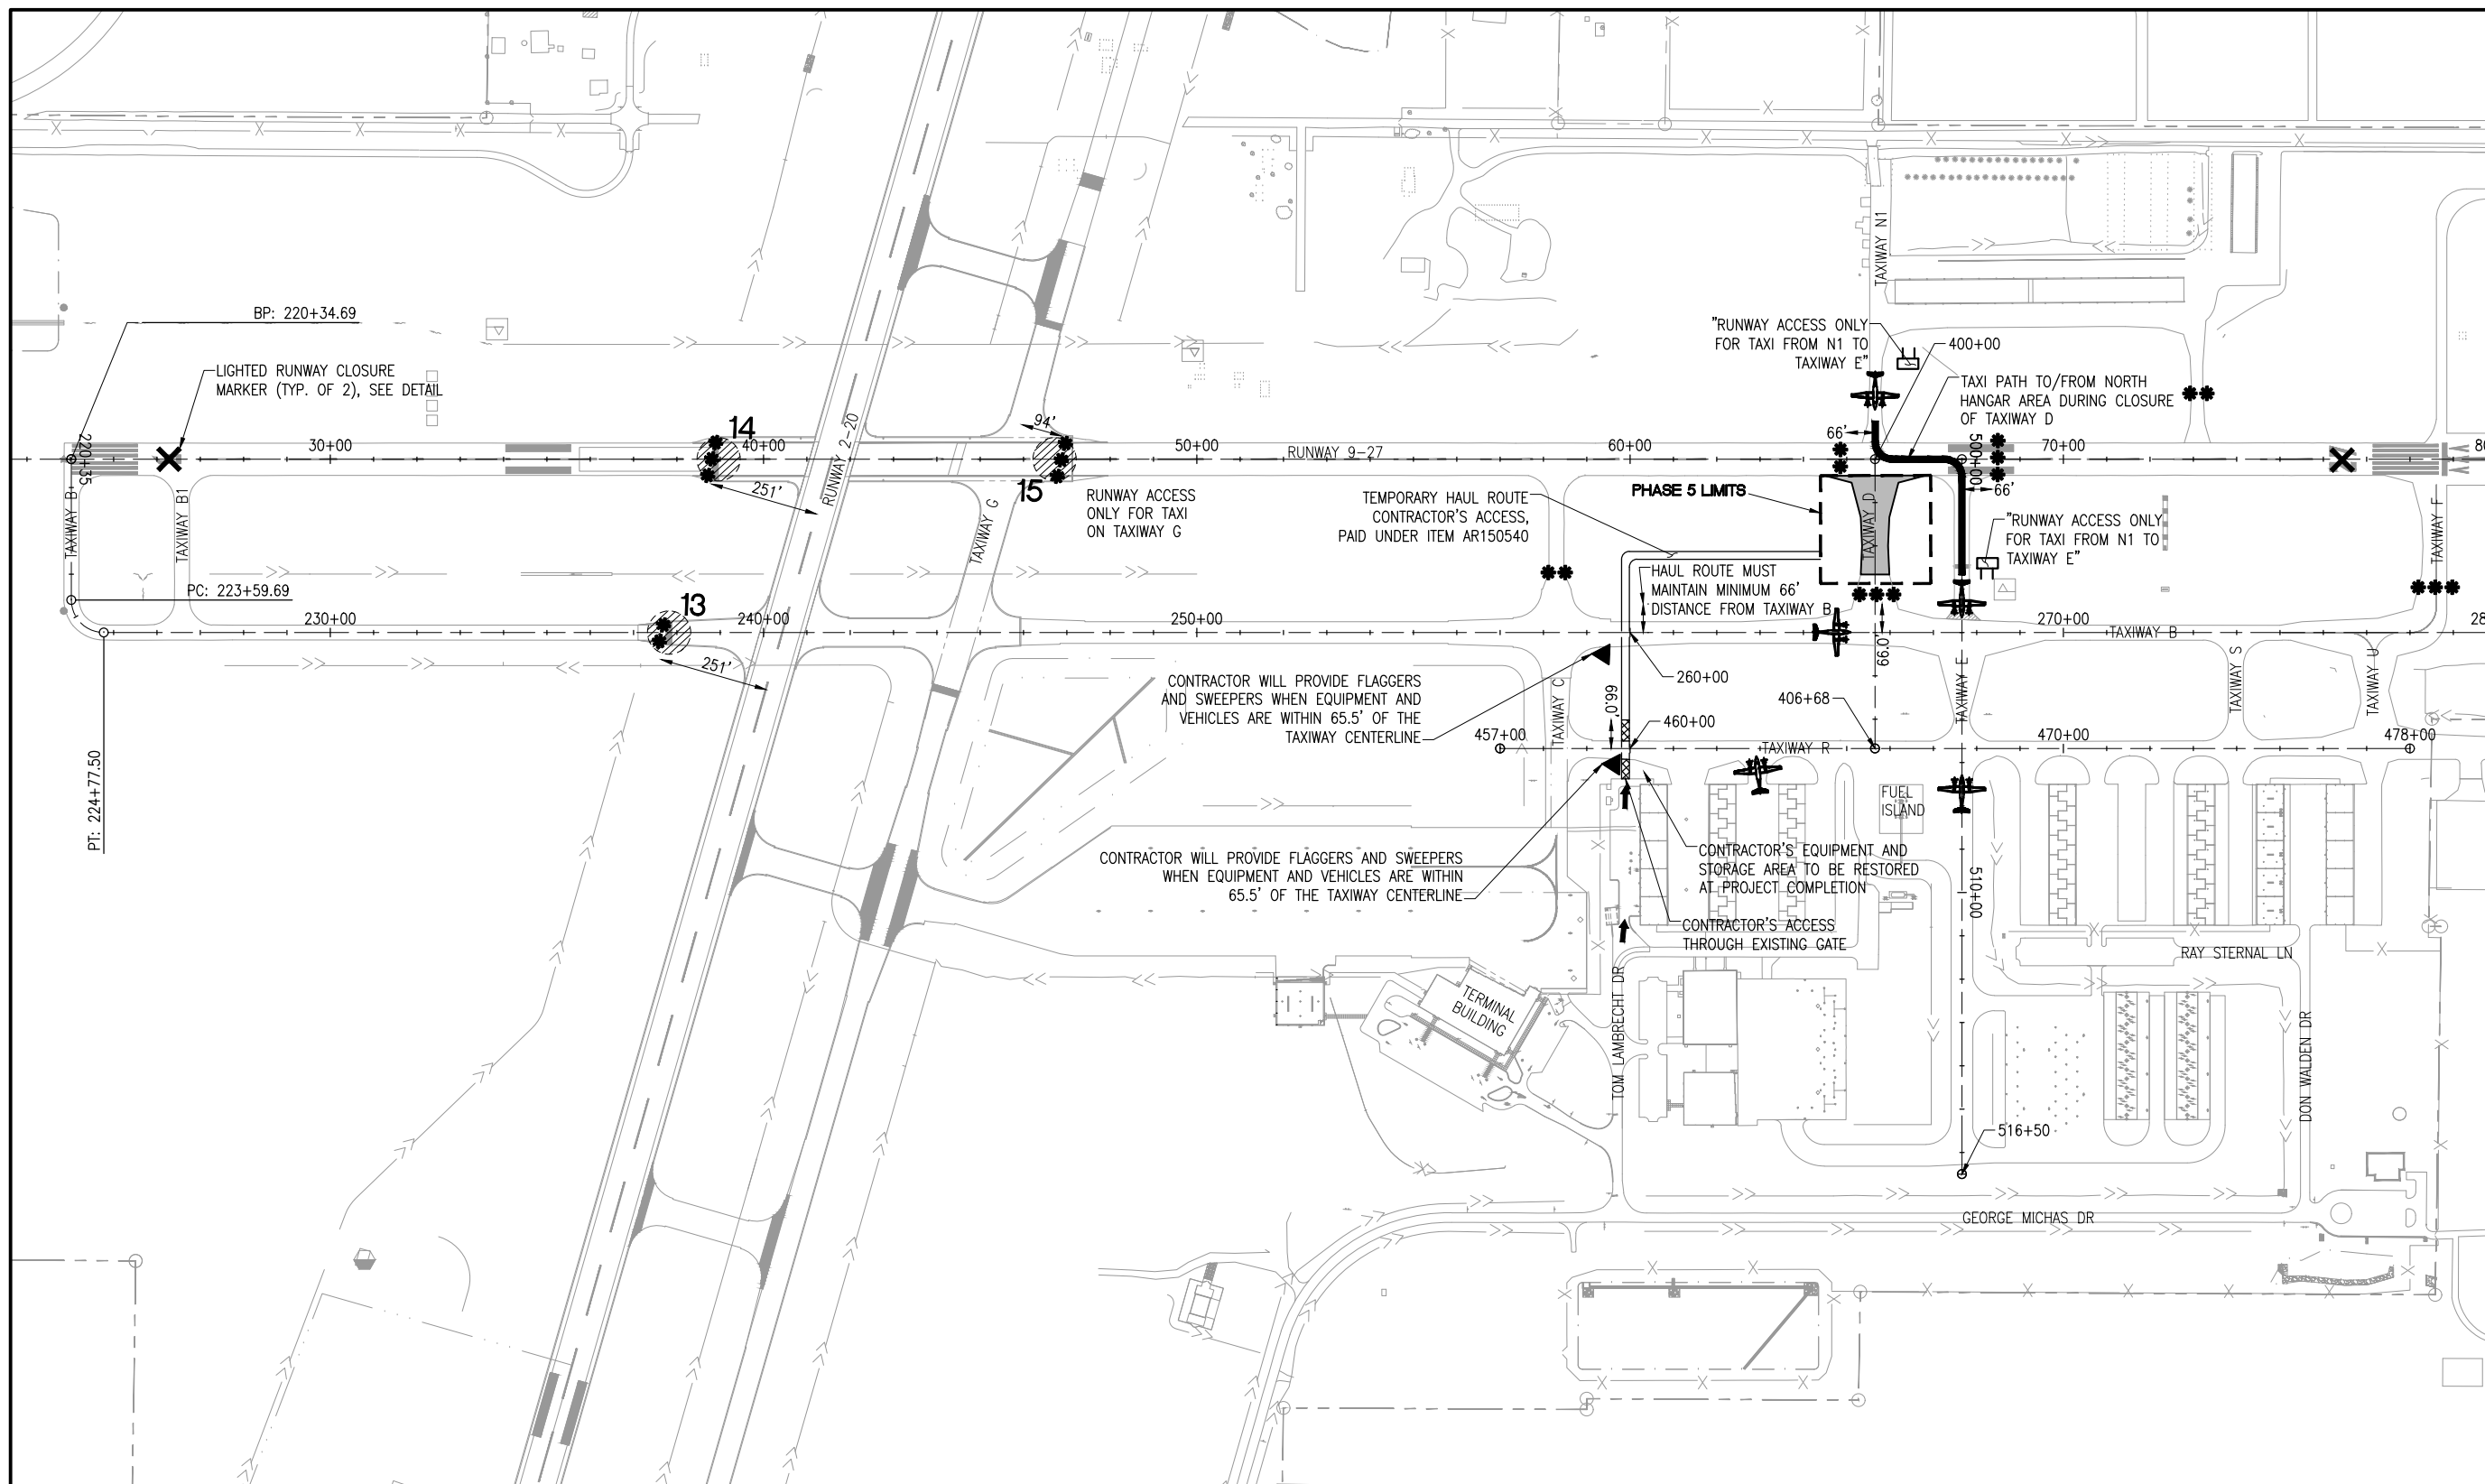 TAXIWAY N1
BP: 220+34.69
LIGHTED RUNWAY CLOSURE
MARKER (TYP. OF 2), SEE DETAIL
"RUNWAY ACCESS ONLY
FOR TAXI FROM N1 TO
TAXIWAY E"
400+00
TAXI PATH TO/FROM NORTH
HANGAR AREA DURING CLOSURE
OF TAXIWAY D
220+35
30+00
14
40+00
RUNWAY 2-20
94'
50+00
RUNWAY 9-27
60+00
66'
500+00
70+00
80
251'
15
RUNWAY ACCESS
ONLY FOR TAXI
ON TAXIWAY G
TEMPORARY HAUL ROUTE
CONTRACTOR'S ACCESS,
PAID UNDER ITEM AR150540
PHASE 5 LIMITS
66'
TAXIWAY B
TAXIWAY B1
TAXIWAY G
TAXIWAY D
TAXIWAY F
"RUNWAY ACCESS ONLY
FOR TAXI FROM N1 TO
TAXIWAY E"
PC: 223+59.69
HAUL ROUTE MUST
MAINTAIN MINIMUM 66'
DISTANCE FROM TAXIWAY B
13
230+00
240+00
250+00
270+00
TAXIWAY B
28
251'
66.0'
260+00
CONTRACTOR WILL PROVIDE FLAGGERS
AND SWEEPERS WHEN EQUIPMENT AND
VEHICLES ARE WITHIN 65.5' OF THE
TAXIWAY CENTERLINE
TAXIWAY C
66.0'
406+68
TAXIWAY E
TAXIWAY S
TAXIWAY U
457+00
460+00
TAXIWAY R
470+00
478+00
PT: 224+77.50
FUEL
ISLAND
CONTRACTOR WILL PROVIDE FLAGGERS AND SWEEPERS
WHEN EQUIPMENT AND VEHICLES ARE WITHIN
65.5' OF THE TAXIWAY CENTERLINE
CONTRACTOR'S EQUIPMENT AND
STORAGE AREA TO BE RESTORED
AT PROJECT COMPLETION
510+00
CONTRACTOR'S ACCESS
THROUGH EXISTING GATE
RAY STERNAL LN
TERMINAL
BUILDING
TOM LAMBRECHT DR
DON WALDEN DR
516+50
GEORGE MICHAS DR